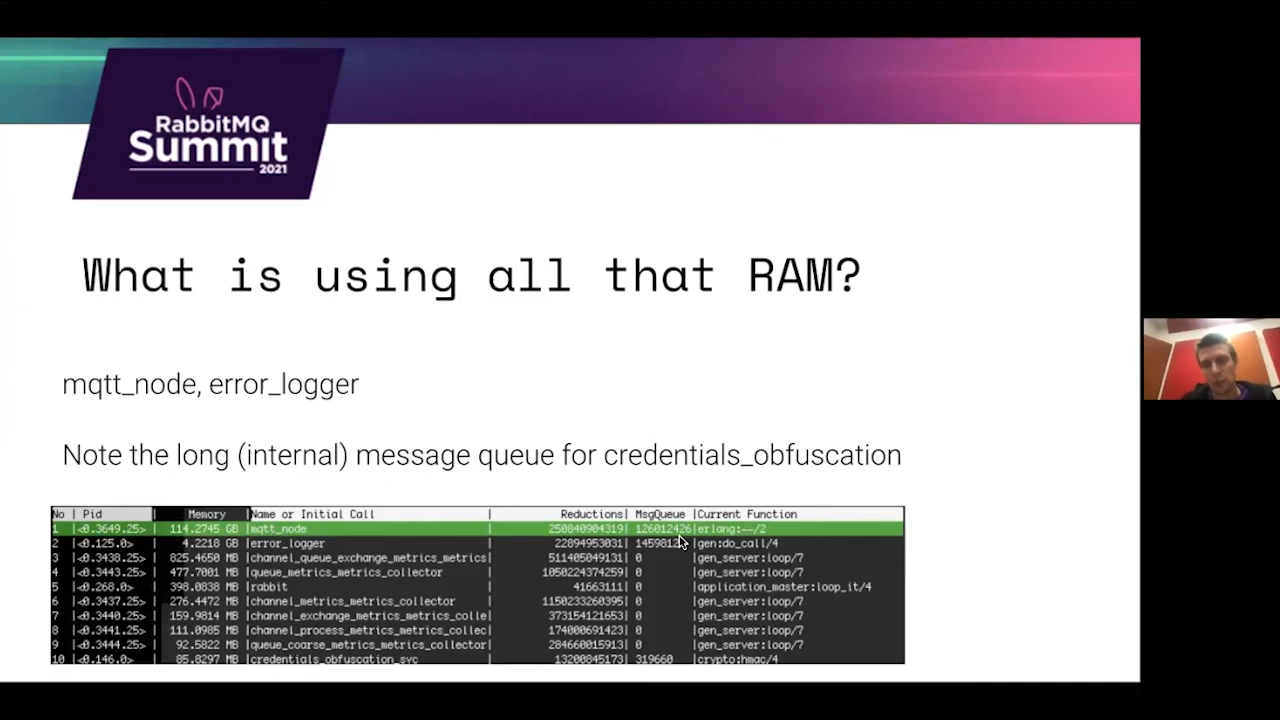 RabbitMQ
Summit
2021
What is using all that RAM?
mqtt_node, error_logger
Note the long (internal) message queue for credentials_obfuscation
No | Pid | Memory |Name or Initial Call | Reductions| MsgQueue |Current Function
1 |<0.3649.25> | 114.2745 GB |mqtt_node | 250840904319| 126012426|erlang:--/2
2 |<0.125.0> | 4.2218 GB |error_logger | 22894953031| |gen:do_call/4
3 |<0.3438.25> | 825.4650 MB |channel_queue_exchange_metrics_metrics| 511405049131| 0 |gen_server:loop/7
4 |<0.3443.25> | 477.7001 MB |queue_metrics_metrics_collector | 1050224374259| 0 |gen_server:loop/7
5 |<0.268.0> | 398.0838 MB |rabbit | 41663111| 0 |application_master:loop_it/4
6 |<0.3437.25> | 276.4472 MB |channel_metrics_metrics_collector | 1150233260395| 0 |gen_server:loop/7
7 |<0.3440.25> | 159.9814 MB |channel_exchange_metrics_metrics_colle| 373154121653| 0 |gen_server:loop/7
8 |<0.3441.25> | 111.0985 MB |channel_process_metrics_metrics_collec| 174000691423| 0 |gen_server:loop/7
9 |<0.3444.25> | 92.5822 MB |queue_coarse_metrics_metrics_collector| 284660015913| 0 |gen_server:loop/7
10 |<0.146.0> | 85.8297 MB |credentials_obfuscation_svc | 13200845173| 319660 |crypto:hmac/4